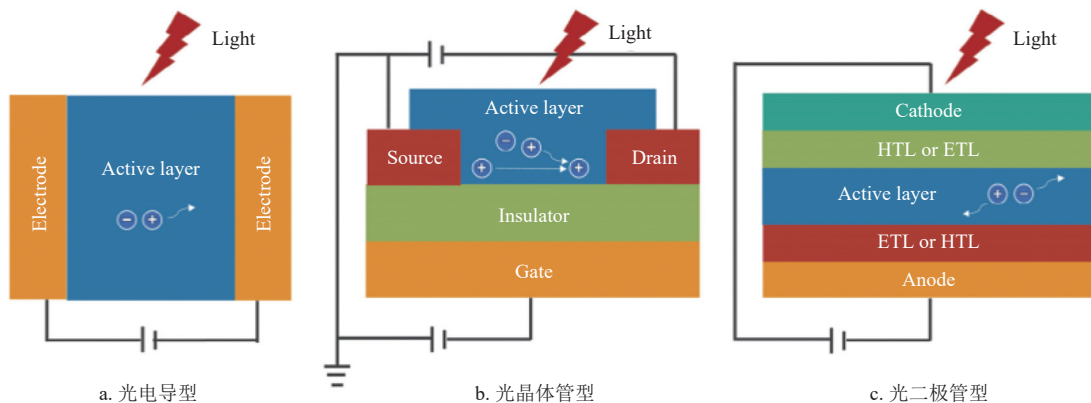 Light
Electrode
Active layer
Electrode
a. 光电导型
Light
Active layer
Source
Drain
Insulator
Gate
b. 光晶体管型
Light
Cathode
HTL or ETL
Active layer
ETL or HTL
Anode
c. 光二极管型